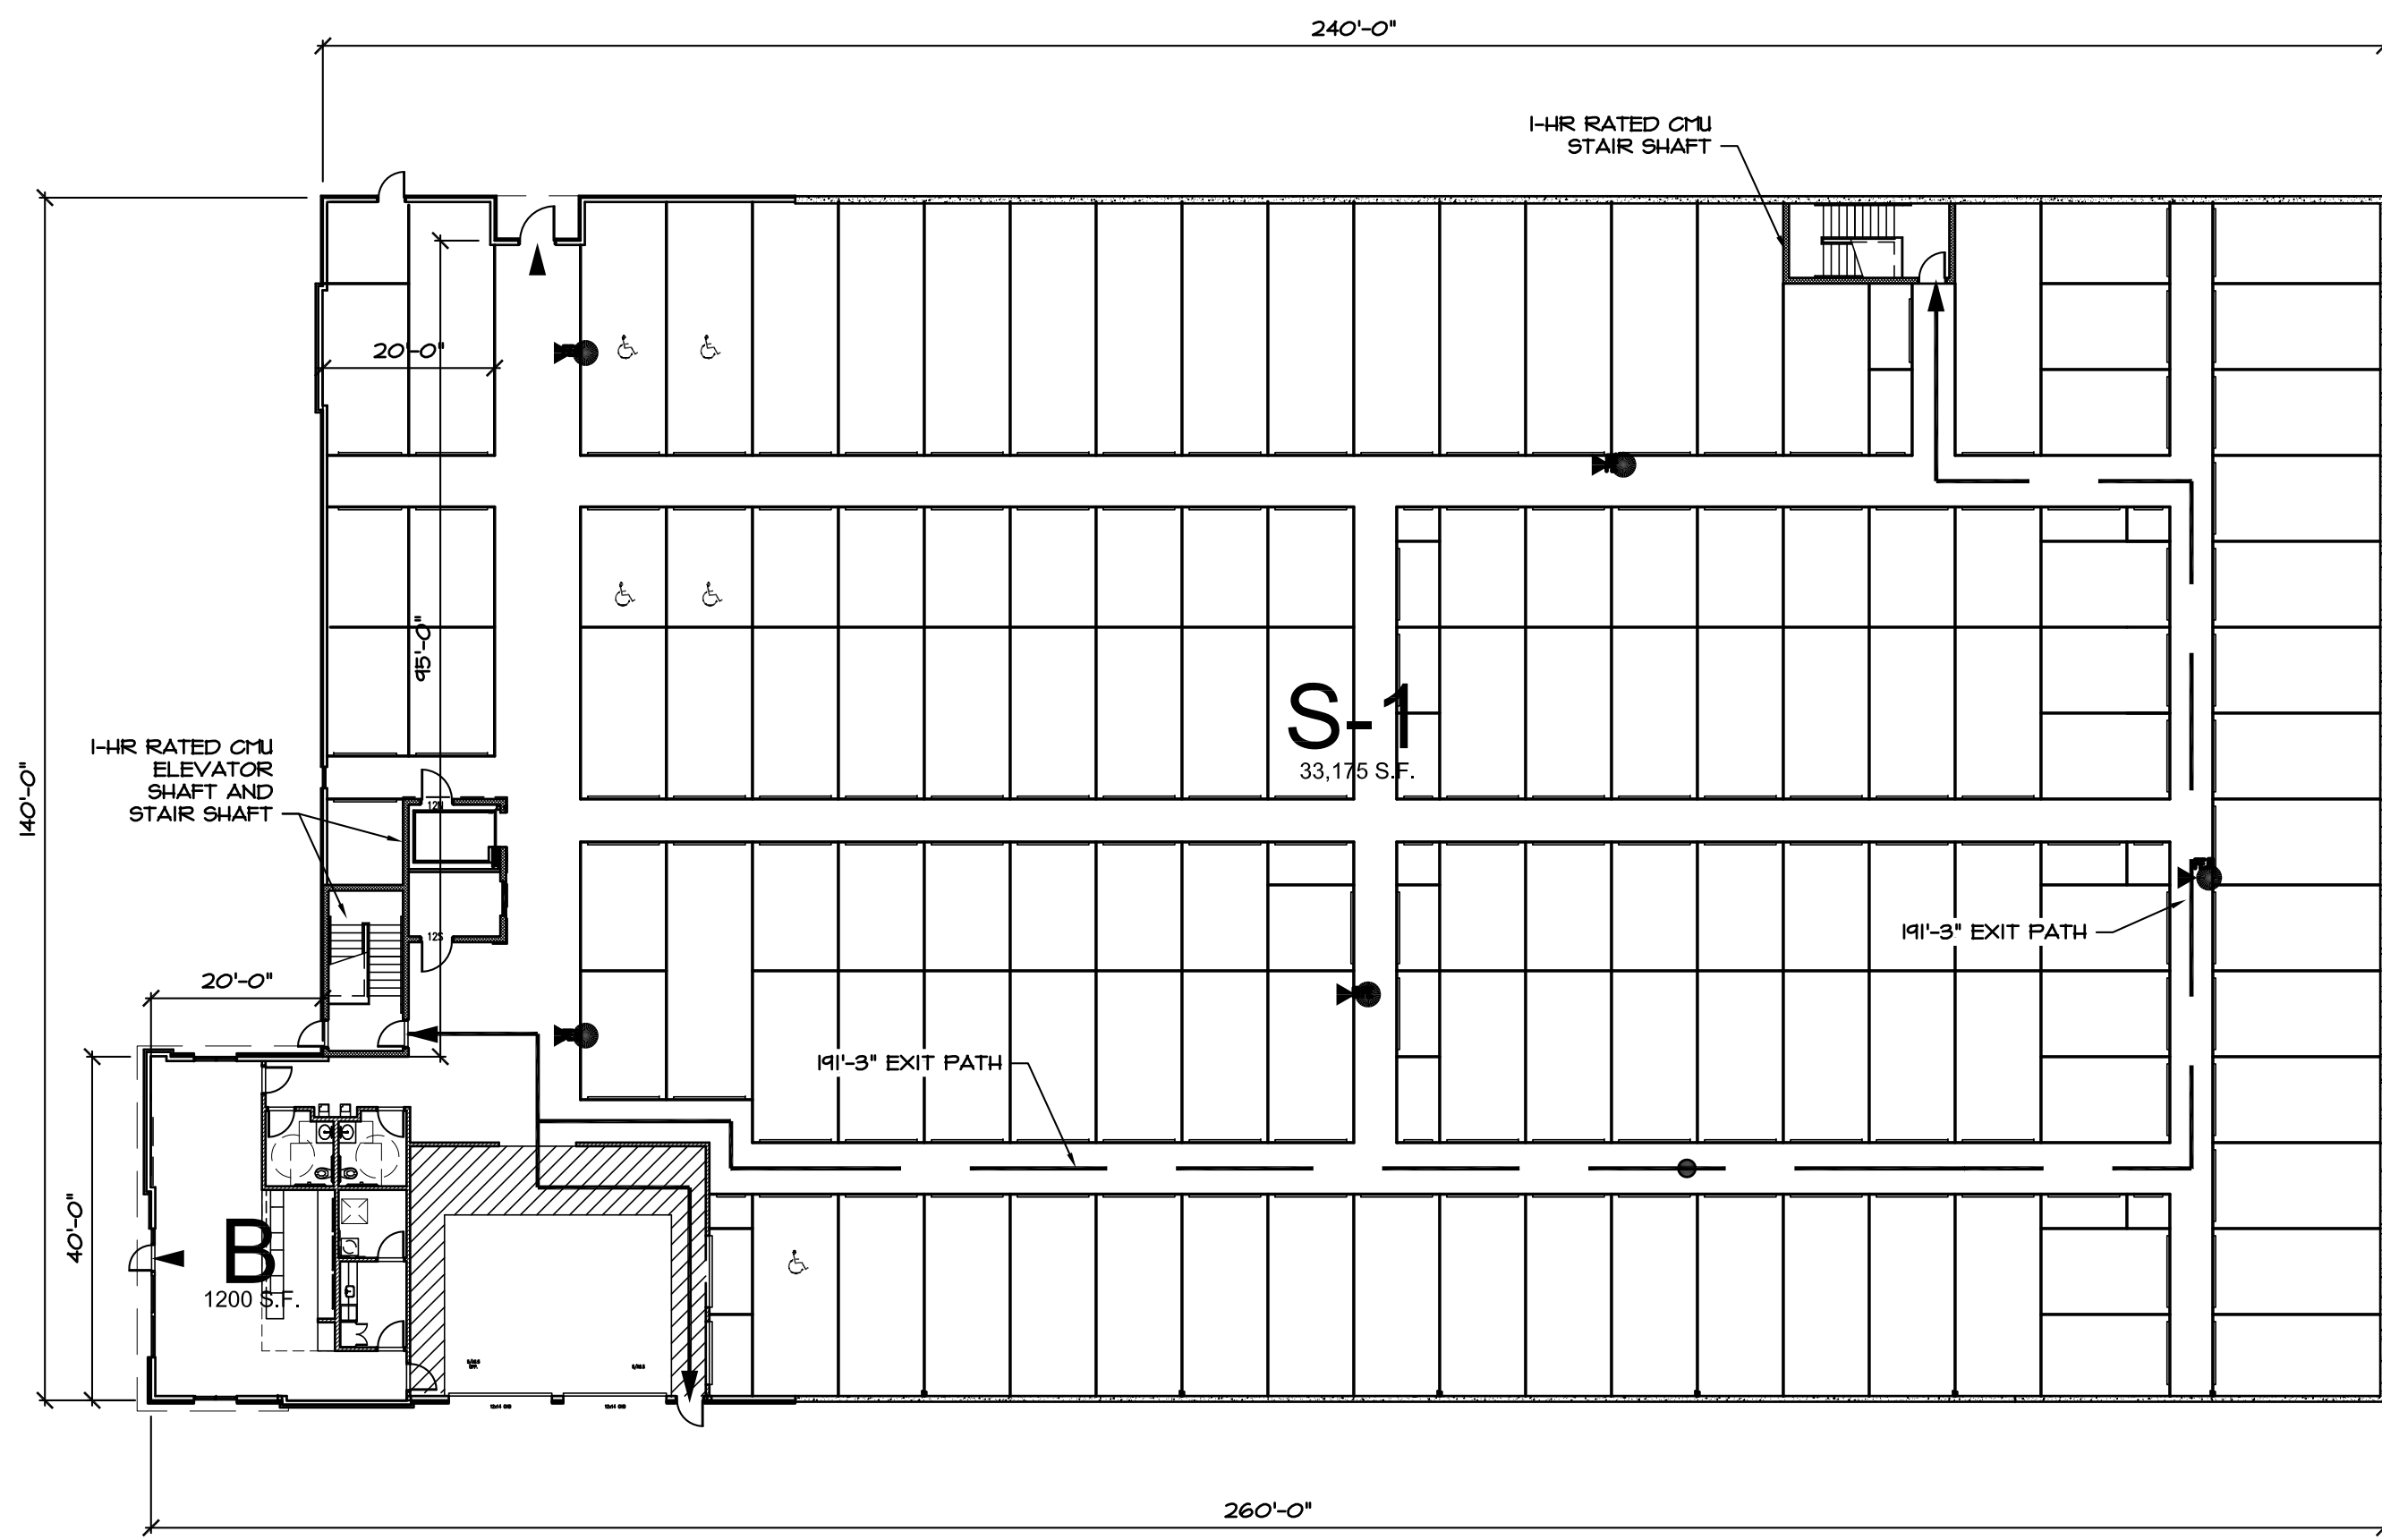 240'-0"
1-HR RATED CMU
STAIR SHAFT
20'-0"
95'-0"
S-1
33,175 S.F.
1-HR RATED CMU
ELEVATOR
SHAFT AND
STAIR SHAFT
140'-0"
12N
12S
191'-3" EXIT PATH
20'-0"
191'-3" EXIT PATH
40'-0"
B
1200 S.F.
260'-0"